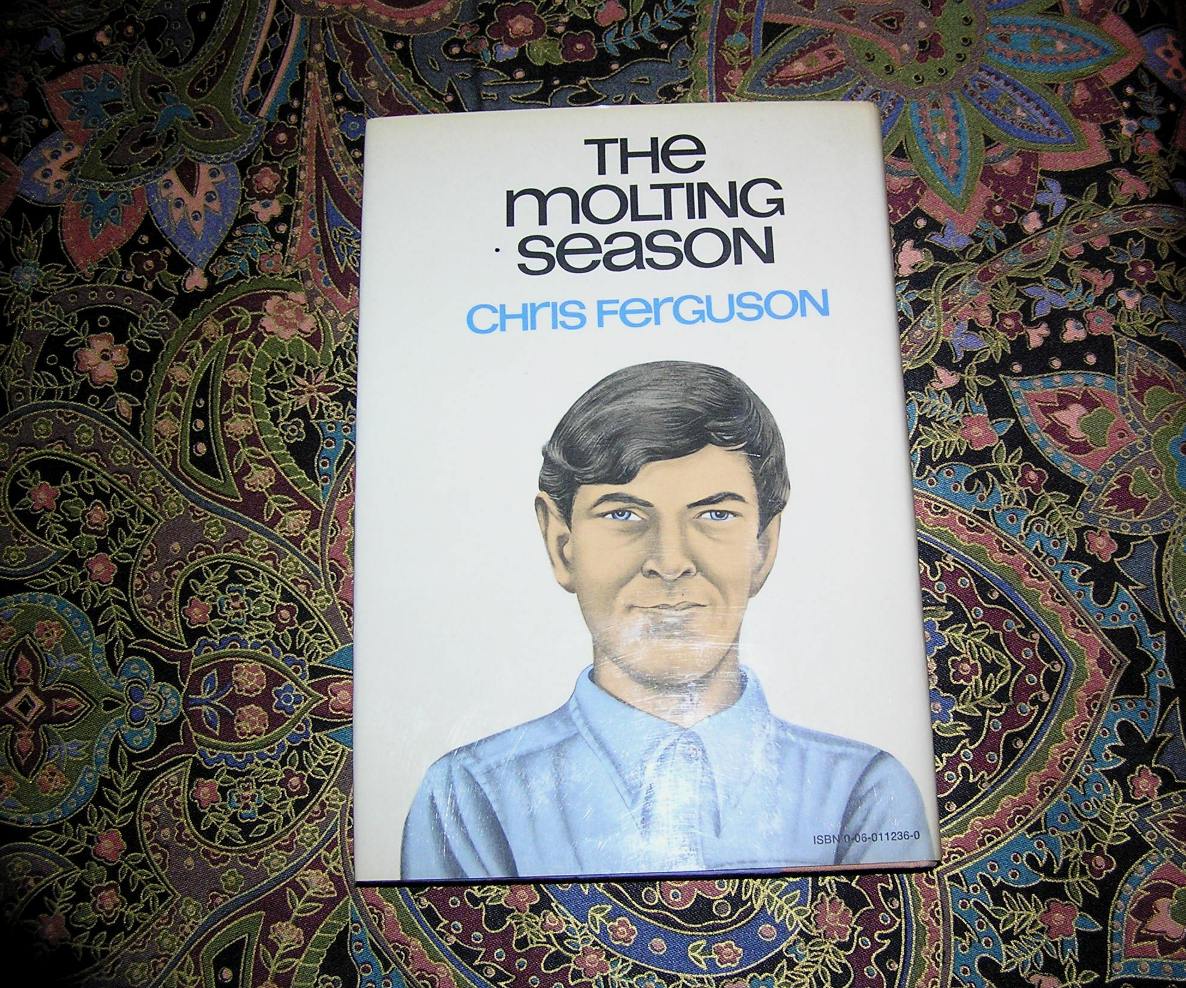 THe
mOLTING
SeaSON
CHrIS FerGUSON
ISBN 0-06-011236-0